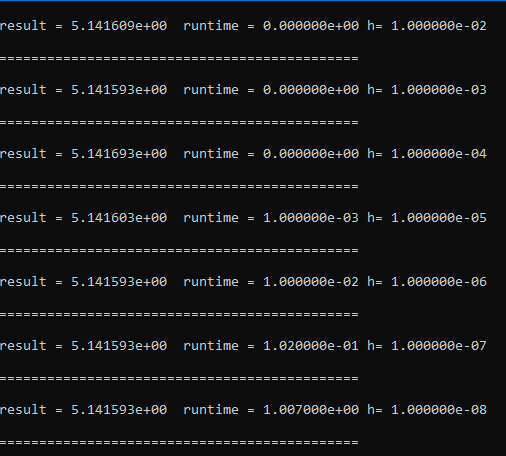 result = 5.141609e+00  runtime = 0.000000e+00 h= 1.000000e-02
=============================================
result = 5.141593e+00  runtime = 0.000000e+00 h= 1.000000e-03
=============================================
result = 5.141693e+00  runtime = 0.000000e+00 h= 1.000000e-04
=============================================
result = 5.141603e+00  runtime = 1.000000e-03 h= 1.000000e-05
=============================================
result = 5.141593e+00  runtime = 1.000000e-02 h= 1.000000e-06
=============================================
result = 5.141593e+00  runtime = 1.020000e-01 h= 1.000000e-07
=============================================
result = 5.141593e+00  runtime = 1.007000e+00 h= 1.000000e-08
=============================================